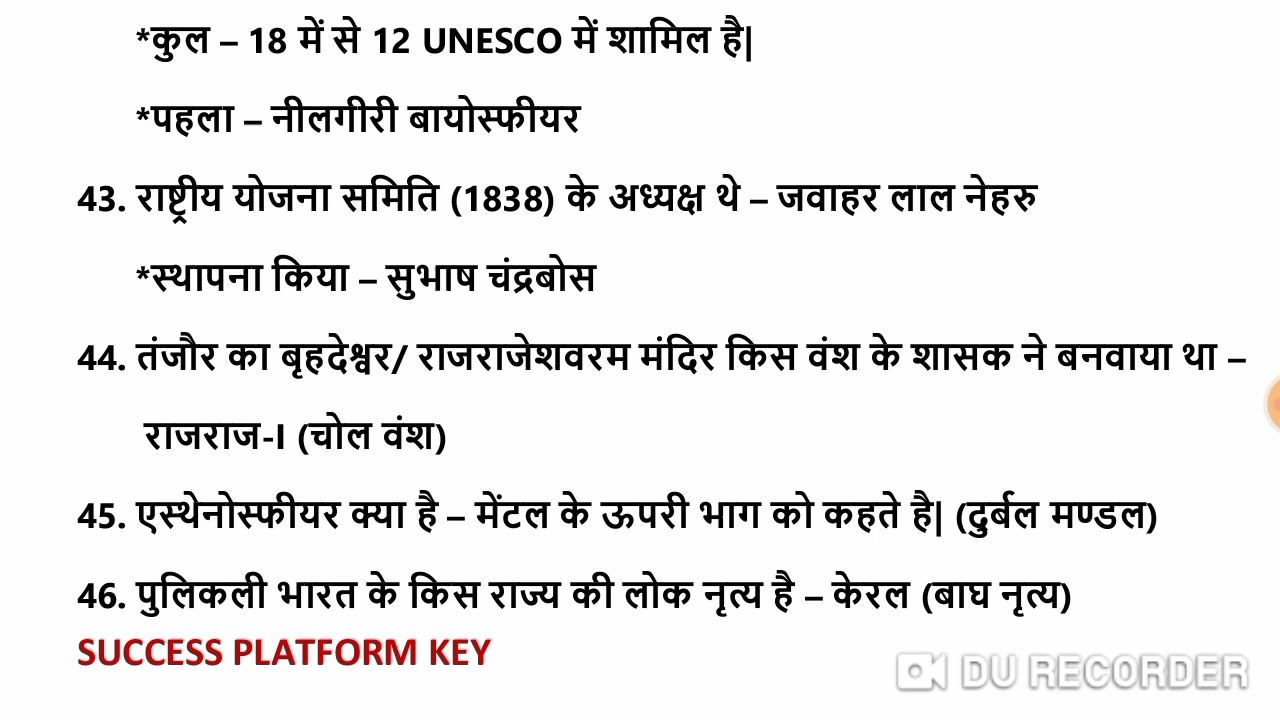 *कुल – 18 में से 12 UNESCO में शामिल है|
*पहला – नीलगीरी बायोस्फीयर
43. राष्ट्रीय योजना समिति (1838) के अध्यक्ष थे – जवाहर लाल नेहरु
*स्थापना किया – सुभाष चंद्रबोस
44. तंजौर का बृहदेश्वर/ राजराजेशवरम मंदिर किस वंश के शासक ने बनवाया था –
राजराज-I (चोल वंश)
45. एस्थेनोस्फीयर क्या है – मेंटल के ऊपरी भाग को कहते है| (दुर्बल मण्डल)
46. पुलिकली भारत के किस राज्य की लोक नृत्य है – केरल (बाघ नृत्य)
SUCCESS PLATFORM KEY
DU RECORDER